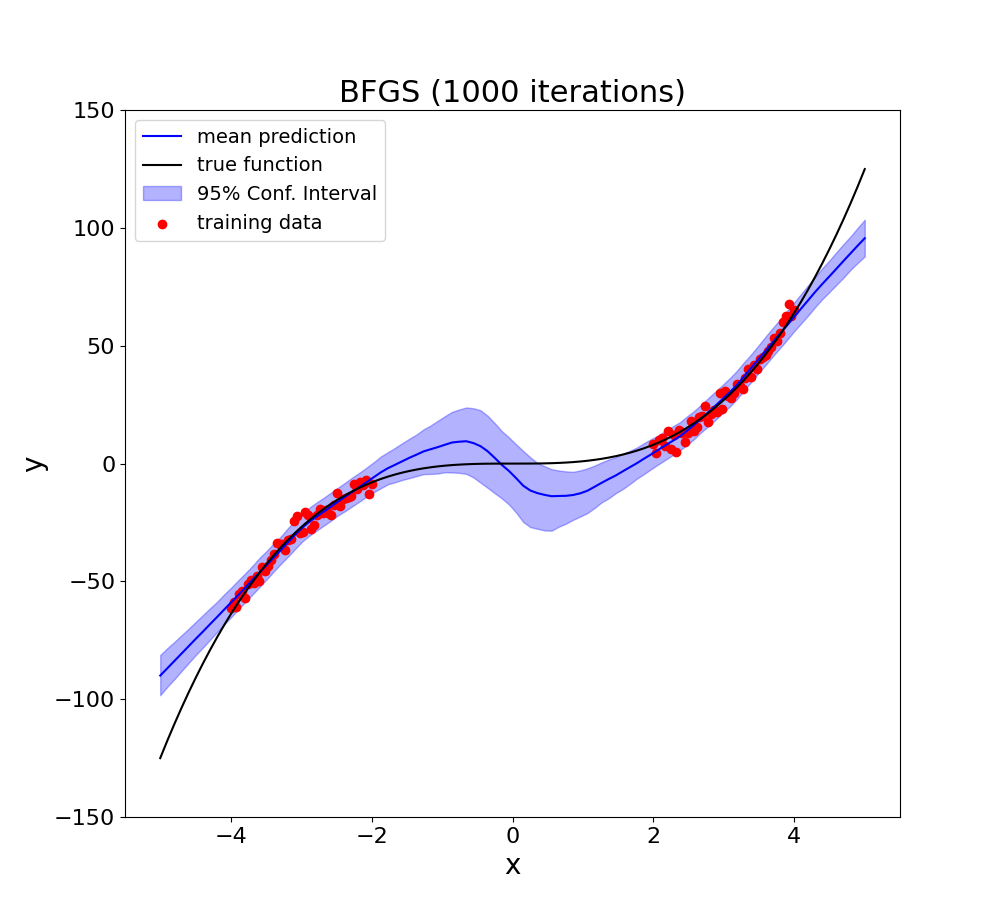 BFGS (1000 iterations)
150
mean prediction
true function
95% Conf. Interval
training data
100
50
y
0
−50
−100
−150
−4
−2
0
2
4
x